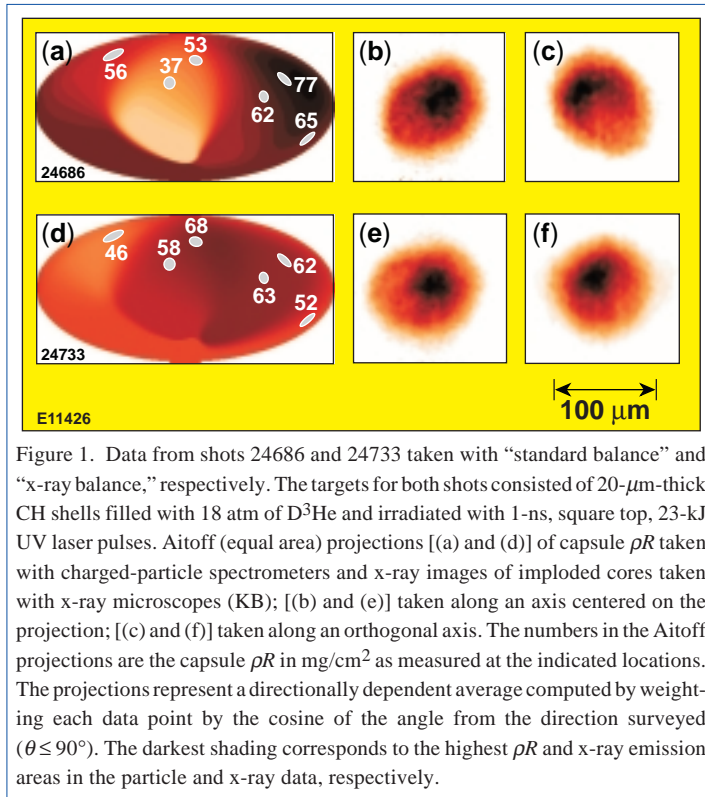 (a)
53
56
37
77
62
65
24686
(b)
(c)
(d)
68
46
58
62
63
52
24733
(e)
(f)
E11426
100 μm
Figure 1. Data from shots 24686 and 24733 taken with “standard balance” and
“x-ray balance,” respectively. The targets for both shots consisted of 20-μm-thick
CH shells filled with 18 atm of D³He and irradiated with 1-ns, square top, 23-kJ
UV laser pulses. Aitoff (equal area) projections [(a) and (d)] of capsule ρR taken
with charged-particle spectrometers and x-ray images of imploded cores taken
with x-ray microscopes (KB); [(b) and (e)] taken along an axis centered on the
projection; [(c) and (f)] taken along an orthogonal axis. The numbers in the Aitoff
projections are the capsule ρR in mg/cm² as measured at the indicated locations.
The projections represent a directionally dependent average computed by weight-
ing each data point by the cosine of the angle from the direction surveyed
(θ ≤ 90°). The darkest shading corresponds to the highest ρR and x-ray emission
areas in the particle and x-ray data, respectively.